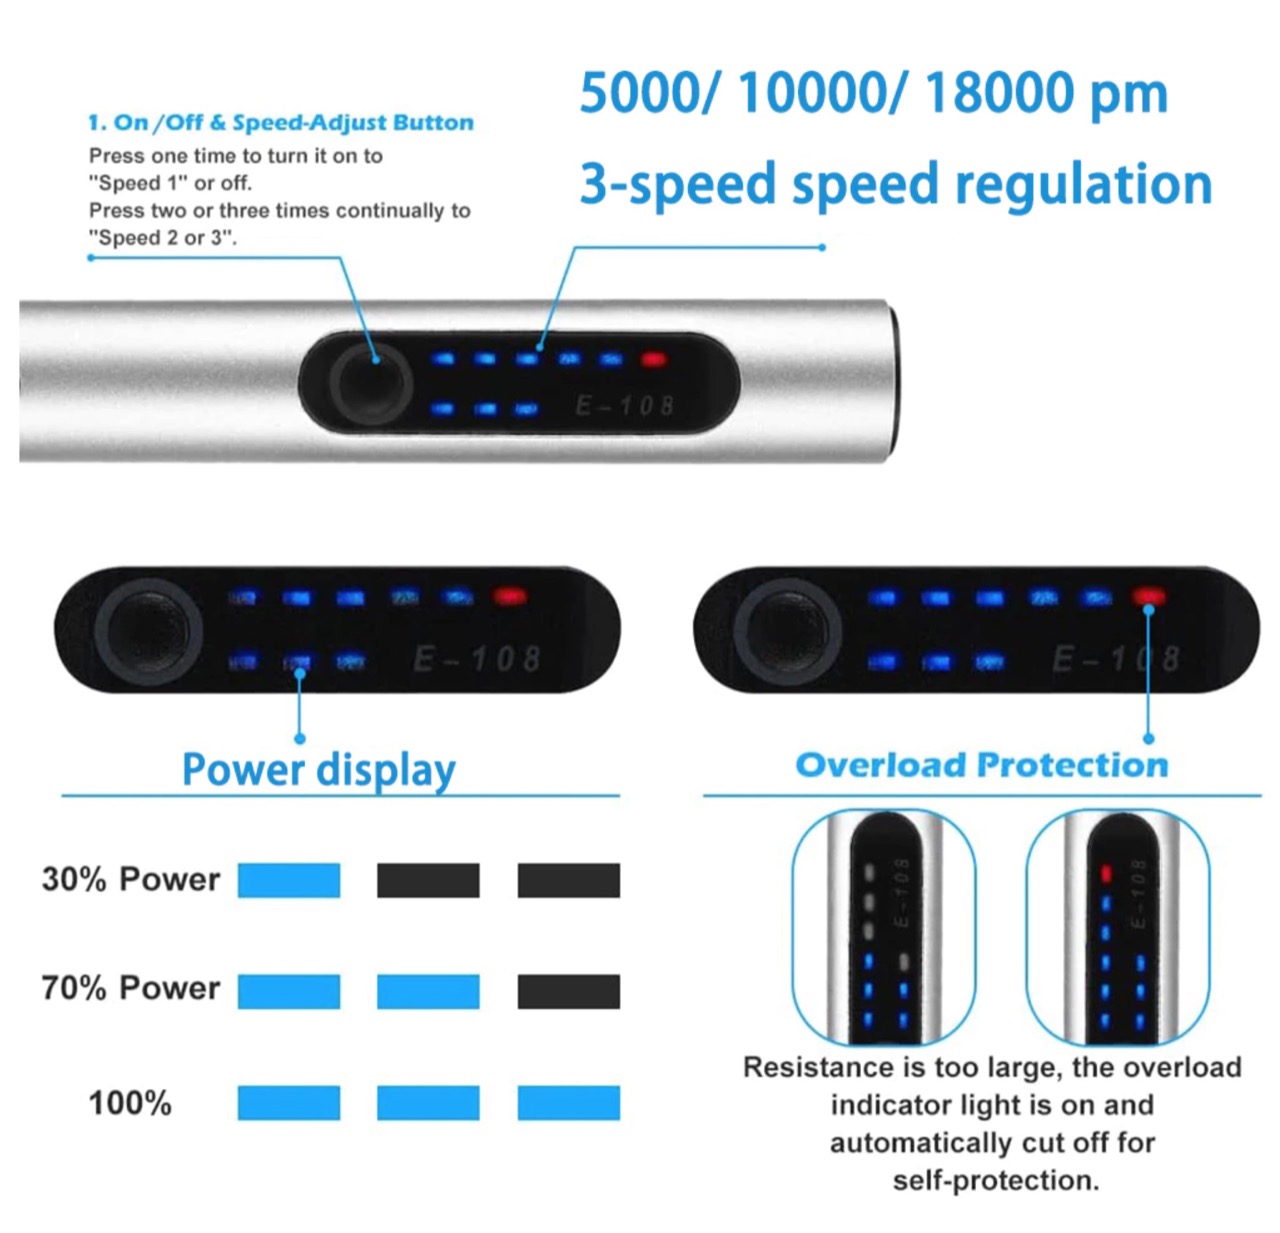 5000/ 10000/ 18000 pm
3-speed speed regulation
1. On /Off & Speed-Adjust Button
Press one time to turn it on to
"Speed 1" or off.
Press two or three times continually to
"Speed 2 or 3".
E-108
E-108
E-108
Power display
Overload Protection
30% Power
70% Power
100%
E-108
E-108
Resistance is too large, the overload
indicator light is on and
automatically cut off for
self-protection.